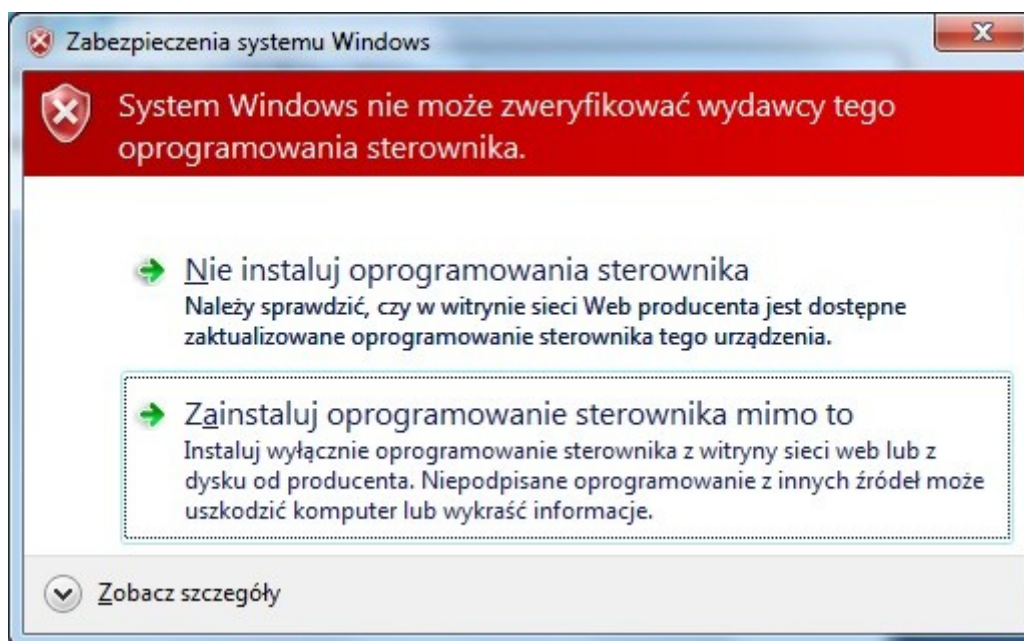 Zabezpieczenia systemu Windows
System Windows nie może zweryfikować wydawcy tego
oprogramowania sterownika.
Nie instaluj oprogramowania sterownika
Należy sprawdzić, czy w witrynie sieci Web producenta jest dostępne
zaktualizowane oprogramowanie sterownika tego urządzenia.
Zainstaluj oprogramowanie sterownika mimo to
Instaluj wyłącznie oprogramowanie sterownika z witryny sieci web lub z
dysku od producenta. Niepodpisane oprogramowanie z innych źródeł może
uszkodzić komputer lub wykraść informacje.
Zobacz szczegóły